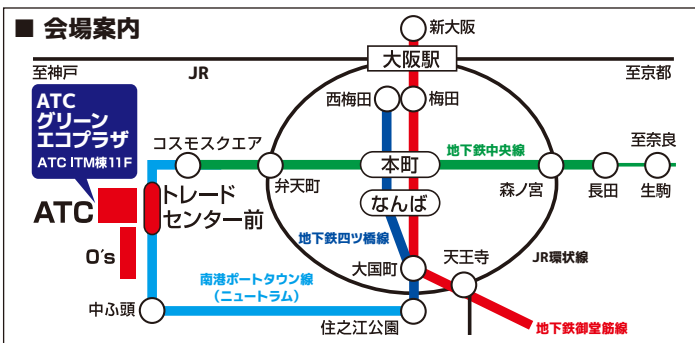 ■ 会場案内
新大阪
大阪駅
至神戸
JR
至京都
ATC
グリーン
エコプラザ
ATC ITM棟11F
西梅田
梅田
コスモスクエア
地下鉄中央線
至奈良
本町
弁天町
森ノ宮
長田
生駒
トレード
センター前
ATC
なんば
地下鉄四ツ橋線
O's
大国町
天王寺
JR環状線
南港ポートタウン線
（ニュートラム）
中ふ頭
住之江公園
地下鉄御堂筋線